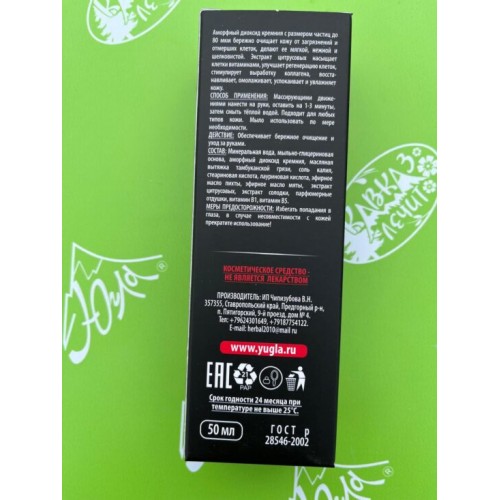 Аморфный диоксид кремния с размером частиц до
80 мкм бережно очищает кожу от загрязнений и
отмерших клеток, делают ее мягкой, нежной и
шелковистой. Экстракт цитрусовых насыщает
клетки витаминами, улучшает регенерацию клеток,
стимулирует выработку коллагена, восста-
навливает, омолаживает, успокаивает и увлажняет
кожу.
СПОСОБ ПРИМЕНЕНИЯ: Массирующими движе-
ниями нанести на руки, оставить на 1-3 минуты,
затем смыть тёплой водой. Подходит для любых
типов кожи. Мыло использовать по мере
необходимости.
ДЕЙСТВИЕ: Обеспечивает бережное очищение и
уход за руками.
СОСТАВ: Минеральная вода, мыльно-глицериновая
основа, аморфный диоксид кремния, масляная
вытяжка тамбуканской грязи, соль калия,
стеариновая кислота, лауриновая кислота, эфирное
масло пихты, эфирное масло мяты, экстракт
цитрусовых, экстракт солодки, парфюмерные
отдушки, витамин В1, витамин В5.
МЕРЫ ПРЕДОСТОРОЖНОСТИ: Избегать попадания в
глаза, в случае несовместимости с кожей
прекратите использование!
КОСМЕТИЧЕСКОЕ СРЕДСТВО -
НЕ ЯВЛЯЕТСЯ ЛЕКАРСТВОМ
ПРОИЗВОДИТЕЛЬ: ИП Чипизубова В.Н.
357355, Ставропольский край, Предгорный р-н,
п. Пятигорский, 9-й проезд, дом № 4.
Тел: +79624301649, +79187754122.
E-mail: herbal2010@mail.ru
www.yugla.ru
ЕАС 21 PAP
Срок годности 24 месяца при
температуре не выше 25°С.
50 мл
ГОСТ р
28546-2002
Югла
КАВКАЗ
ЛЕЧИТ